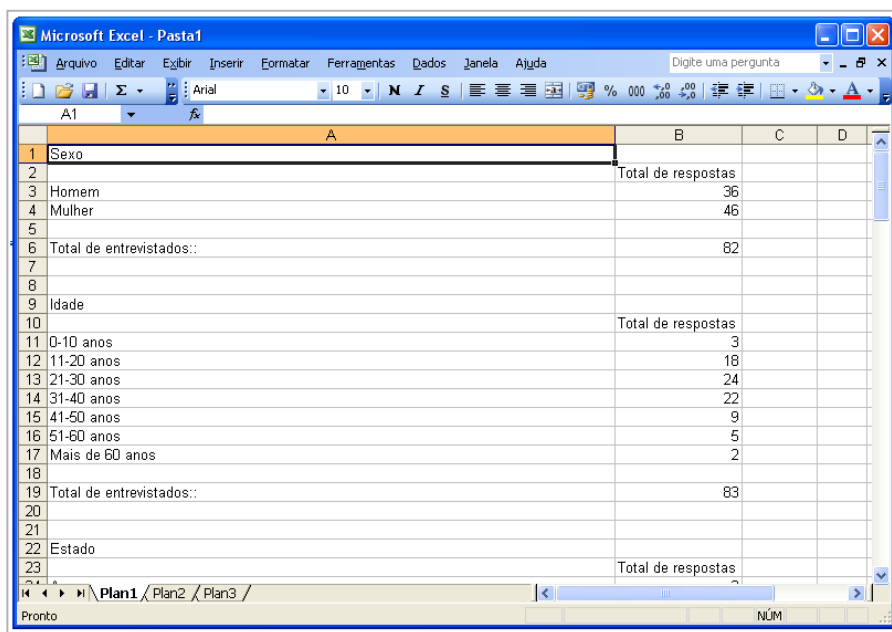 Microsoft Excel - Pasta1
Arquivo Editar Exibir Inserir Formatar Ferramentas Dados Janela Ajuda Digite uma pergunta
Σ Arial 10 N I S % 000 A
A1 fx
A B C D
1 Sexo
2 Total de respostas
3 Homem 36
4 Mulher 46
5
6 Total de entrevistados:: 82
7
8
9 Idade
10 Total de respostas
11 0-10 anos 3
12 11-20 anos 18
13 21-30 anos 24
14 31-40 anos 22
15 41-50 anos 9
16 51-60 anos 5
17 Mais de 60 anos 2
18
19 Total de entrevistados:: 83
20
21
22 Estado
23 Total de respostas
Plan1 Plan2 Plan3
Pronto NÚM